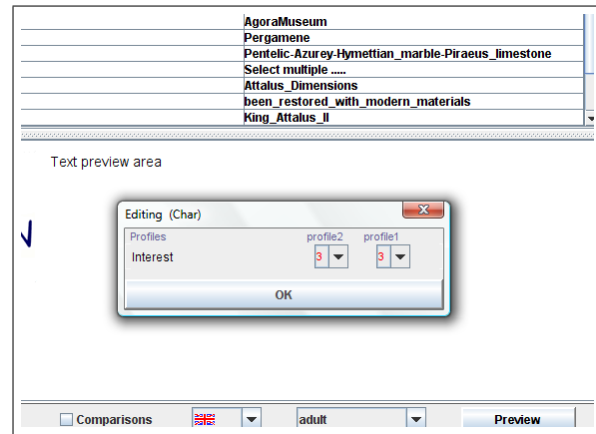 AgoraMuseum
Pergamene
Pentelic-Azurey-Hymettian_marble-Piraeus_limestone
Select multiple .....
Attalus_Dimensions
been_restored_with_modern_materials
King_Attalus_II
Text preview area
Editing (Char)
Profiles profile2 profile1
Interest 3 3
OK
Comparisons adult Preview